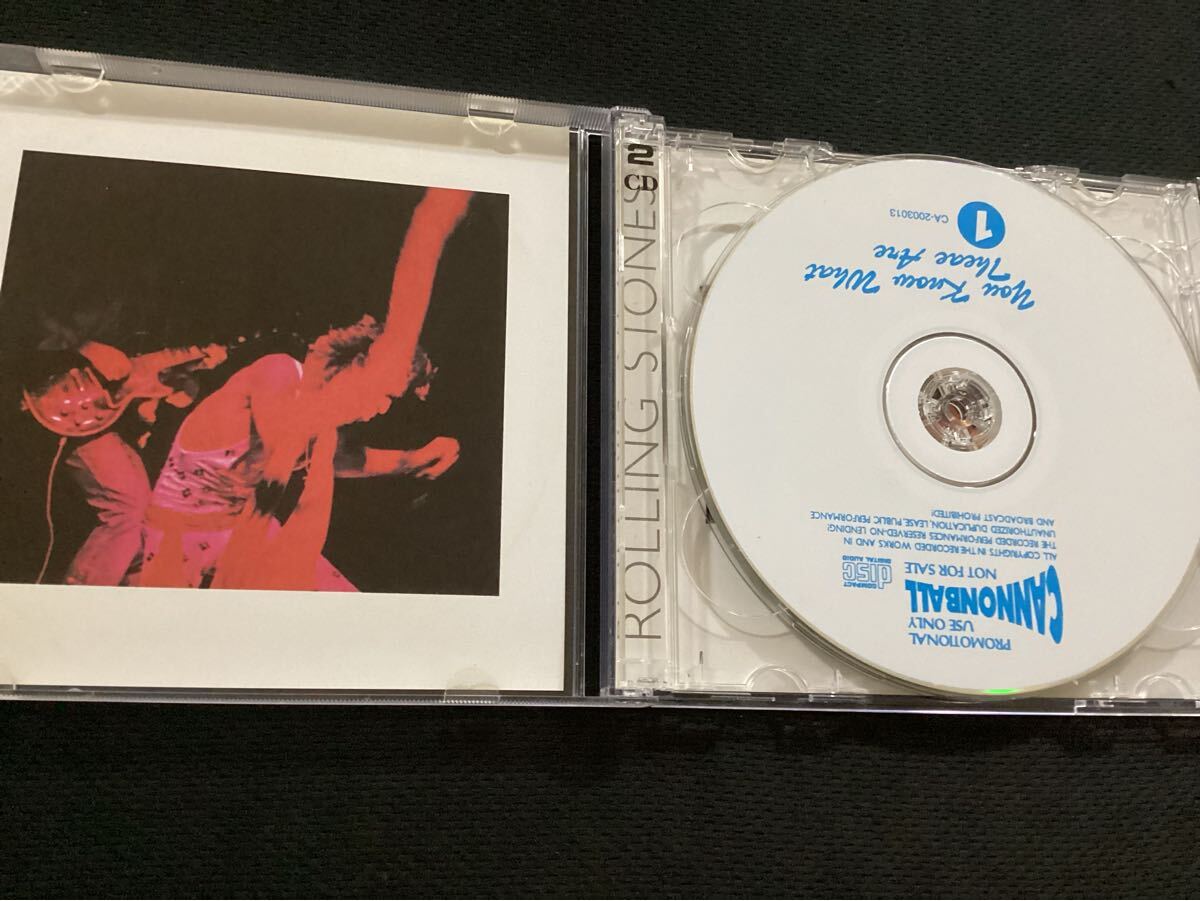 2
CD
ROLLING STONES
1
CA-2003013
You Know What
Theae Are
ALL COPYRIGHTS IN THE RECORDED WORKS AND IN
THE RECORDED PERFORMANCES RESERVED-NO LENDING!
UNAUTHORIZED DUPLICATION, LEASE, PUBLIC PERFORMANCE
AND BROADCAST PROHIBITED!
COMPACT
disc
DIGITAL AUDIO
NOT FOR SALE
CANNONBALL
PROMOTIONAL
USE ONLY